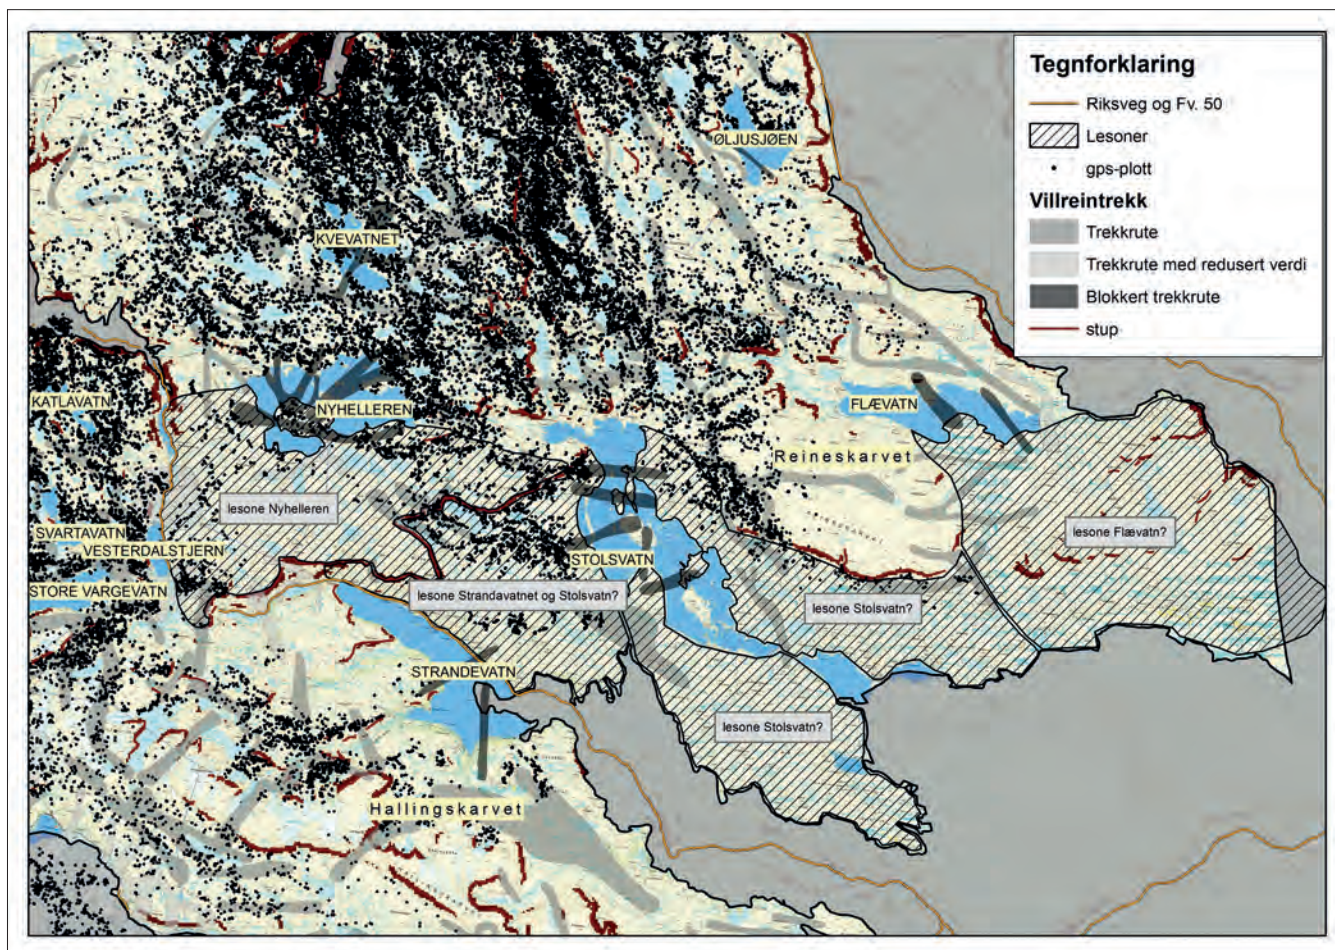 Tegnforklaring
Riksveg og Fv. 50
Lesoner
gps-plott
Villreintrekk
Trekkrute
Trekkrute med redusert verdi
Blokkert trekkrute
stup
ØLJUSJØEN
KVEVATNET
KATLAVATN
NYHELLEREN
FLÆVATN
Reineskarvet
lesone Nyhelleren
SVARTAVATN
VESTERDALSTJERN
STOLSVATN
lesone Flævatn?
STORE VARGEVATN
lesone Strandavatnet og Stolsvatn?
lesone Stolsvatn?
STRANDEVATN
lesone Stolsvatn?
Hallingskarvet